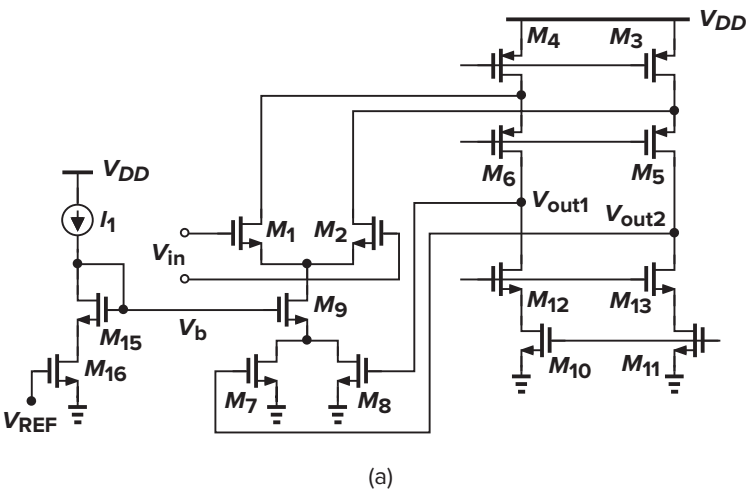 V_DD
M_4
M_3
M_6
M_5
V_DD
I_1
V_out1
V_out2
V_in
M_1
M_2
M_9
M_12
M_13
M_15
V_b
M_16
M_7
M_8
M_10
M_11
V_REF
(a)